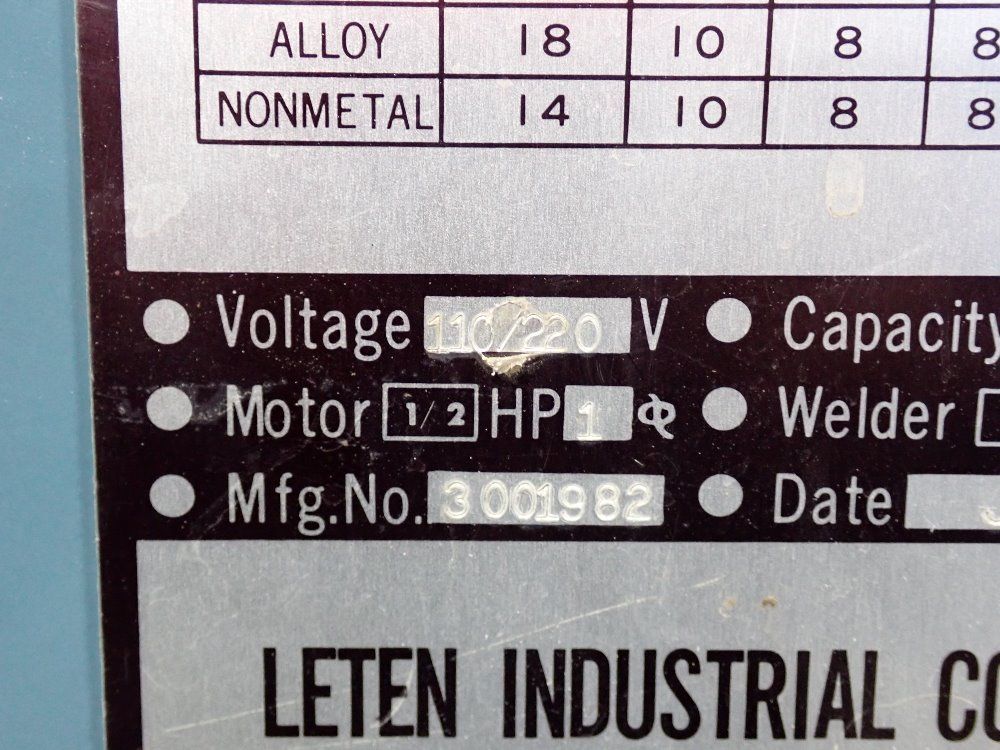 ALLOY 18 10 8 8
NONMETAL 14 10 8 8
Voltage 110/220 V Capacity
Motor 1/2 HP 1 Φ Welder
Mfg.No. 3001982 Date
LETEN INDUSTRIAL CO